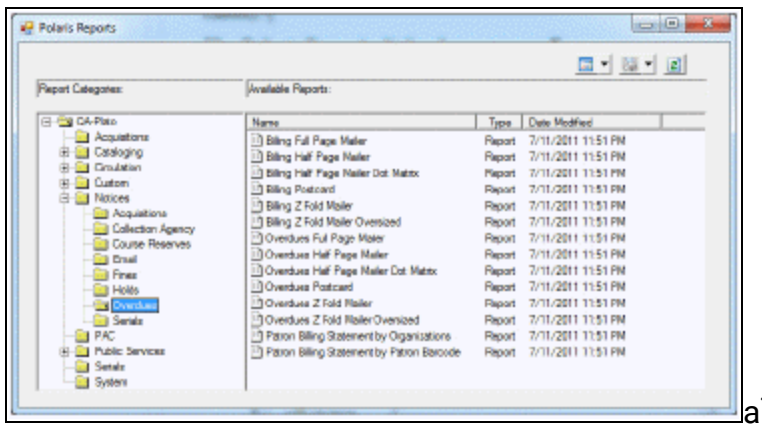 Polaris Reports
Report Categories:
Available Reports:
QA-Plato
Acquisitions
Cataloging
Circulation
Custom
Notices
Acquisitions
Collection Agency
Course Reserves
Email
Fines
Holds
Overdues
Serials
PAC
Public Services
Serials
System
Name Type Date Modified
Billing Full Page Mailer Report 7/11/2011 11:51 PM
Billing Half Page Mailer Report 7/11/2011 11:51 PM
Billing Half Page Mailer Dot Matrix Report 7/11/2011 11:51 PM
Billing Postcard Report 7/11/2011 11:51 PM
Billing Z Fold Mailer Report 7/11/2011 11:51 PM
Billing Z Fold Mailer Oversized Report 7/11/2011 11:51 PM
Overdues Full Page Mailer Report 7/11/2011 11:51 PM
Overdues Half Page Mailer Report 7/11/2011 11:51 PM
Overdues Half Page Mailer Dot Matrix Report 7/11/2011 11:51 PM
Overdues Postcard Report 7/11/2011 11:51 PM
Overdues Z Fold Mailer Report 7/11/2011 11:51 PM
Overdues Z Fold Mailer Oversized Report 7/11/2011 11:51 PM
Patron Billing Statement by Organizations Report 7/11/2011 11:51 PM
Patron Billing Statement by Patron Barcode Report 7/11/2011 11:51 PM
a